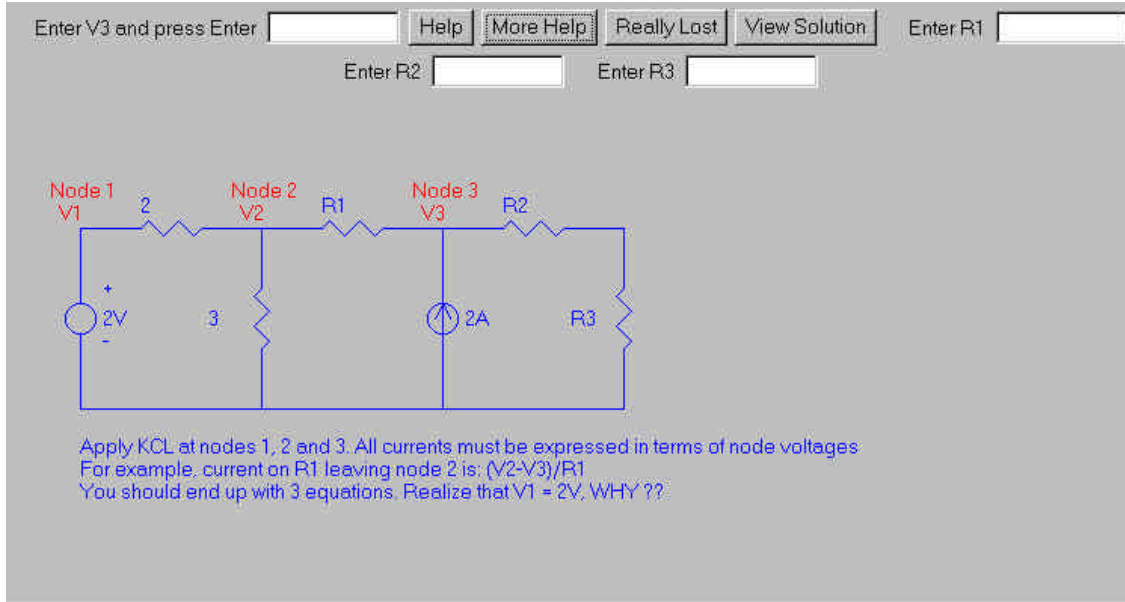 Enter V3 and press Enter Help More Help Really Lost View Solution Enter R1
Enter R2 Enter R3
Node 1 Node 2 Node 3
V1 2 V2 R1 V3 R2
+
2V 3 2A R3
-
Apply KCL at nodes 1, 2 and 3. All currents must be expressed in terms of node voltages
For example, current on R1 leaving node 2 is: (V2-V3)/R1
You should end up with 3 equations. Realize that V1 = 2V, WHY ??